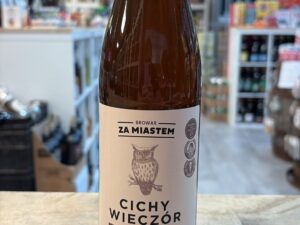 BROWAR
ZA MIASTEM
CICHY
WIECZÓR